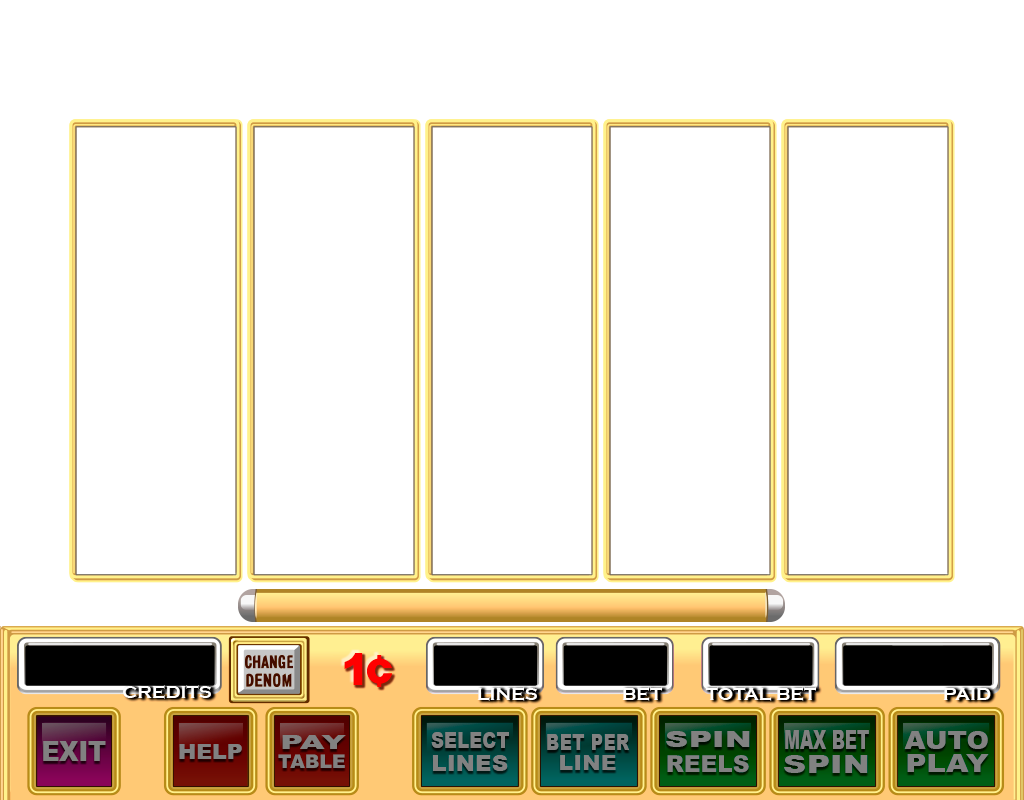 CHANGE
DENOM
1¢
CREDITS
LINES
BET
TOTAL BET
PAID
EXIT
HELP
PAY
TABLE
SELECT
LINES
BET PER
LINE
SPIN
REELS
MAX BET
SPIN
AUTO
PLAY